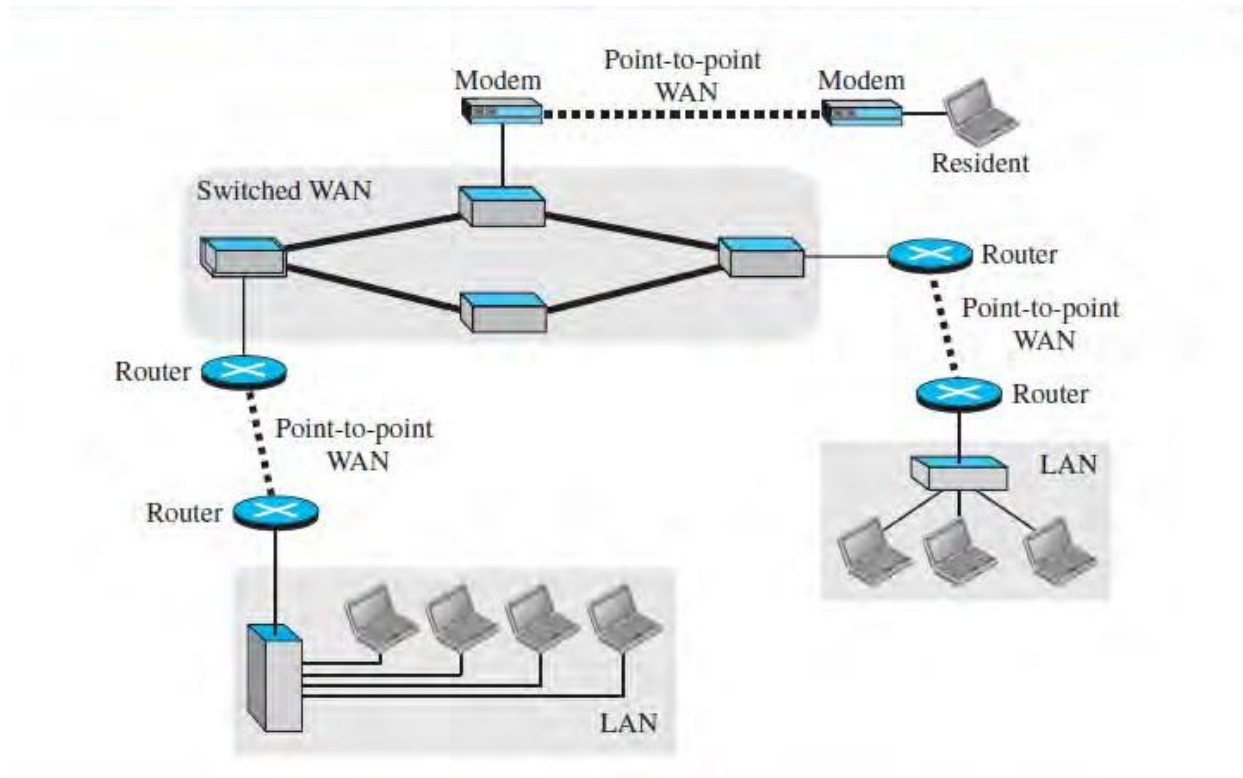 Point-to-point
WAN
Modem
Modem
Resident
Switched WAN
Router
Point-to-point
WAN
Router
Router
Point-to-point
WAN
Router
LAN
LAN